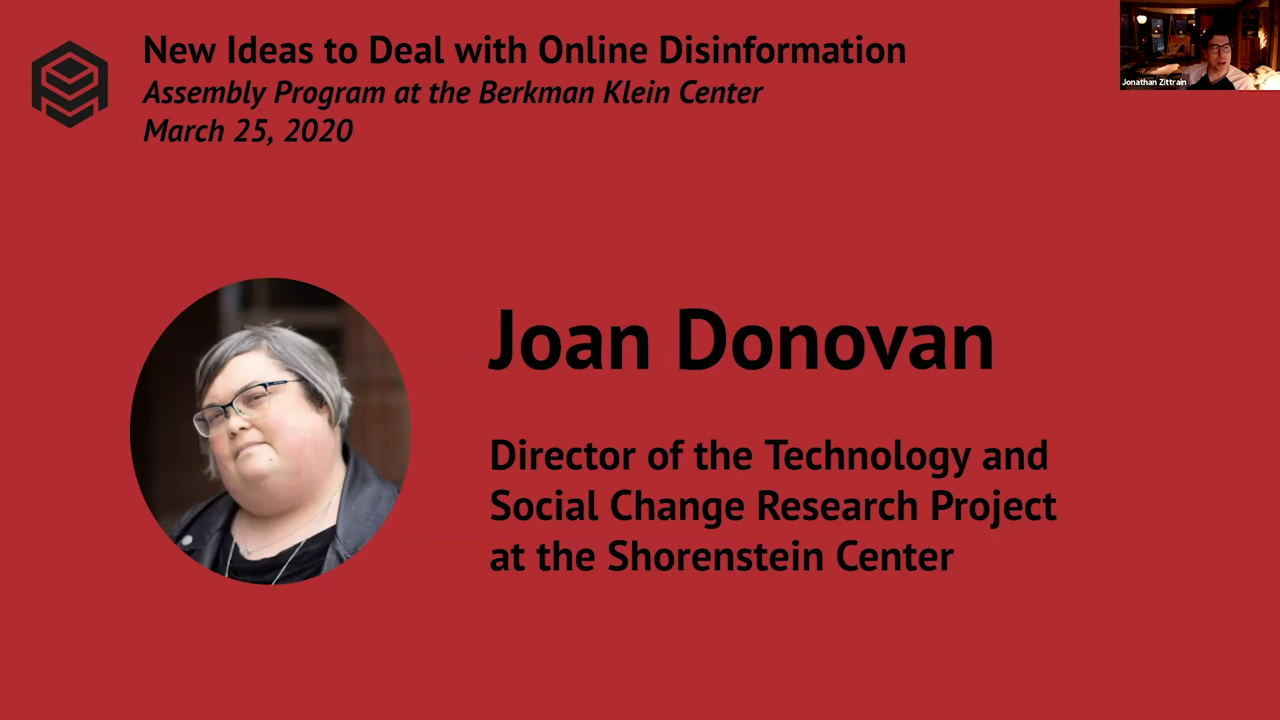 New Ideas to Deal with Online Disinformation
Assembly Program at the Berkman Klein Center
March 25, 2020
Jonathan Zittrain
Joan Donovan
Director of the Technology and
Social Change Research Project
at the Shorenstein Center